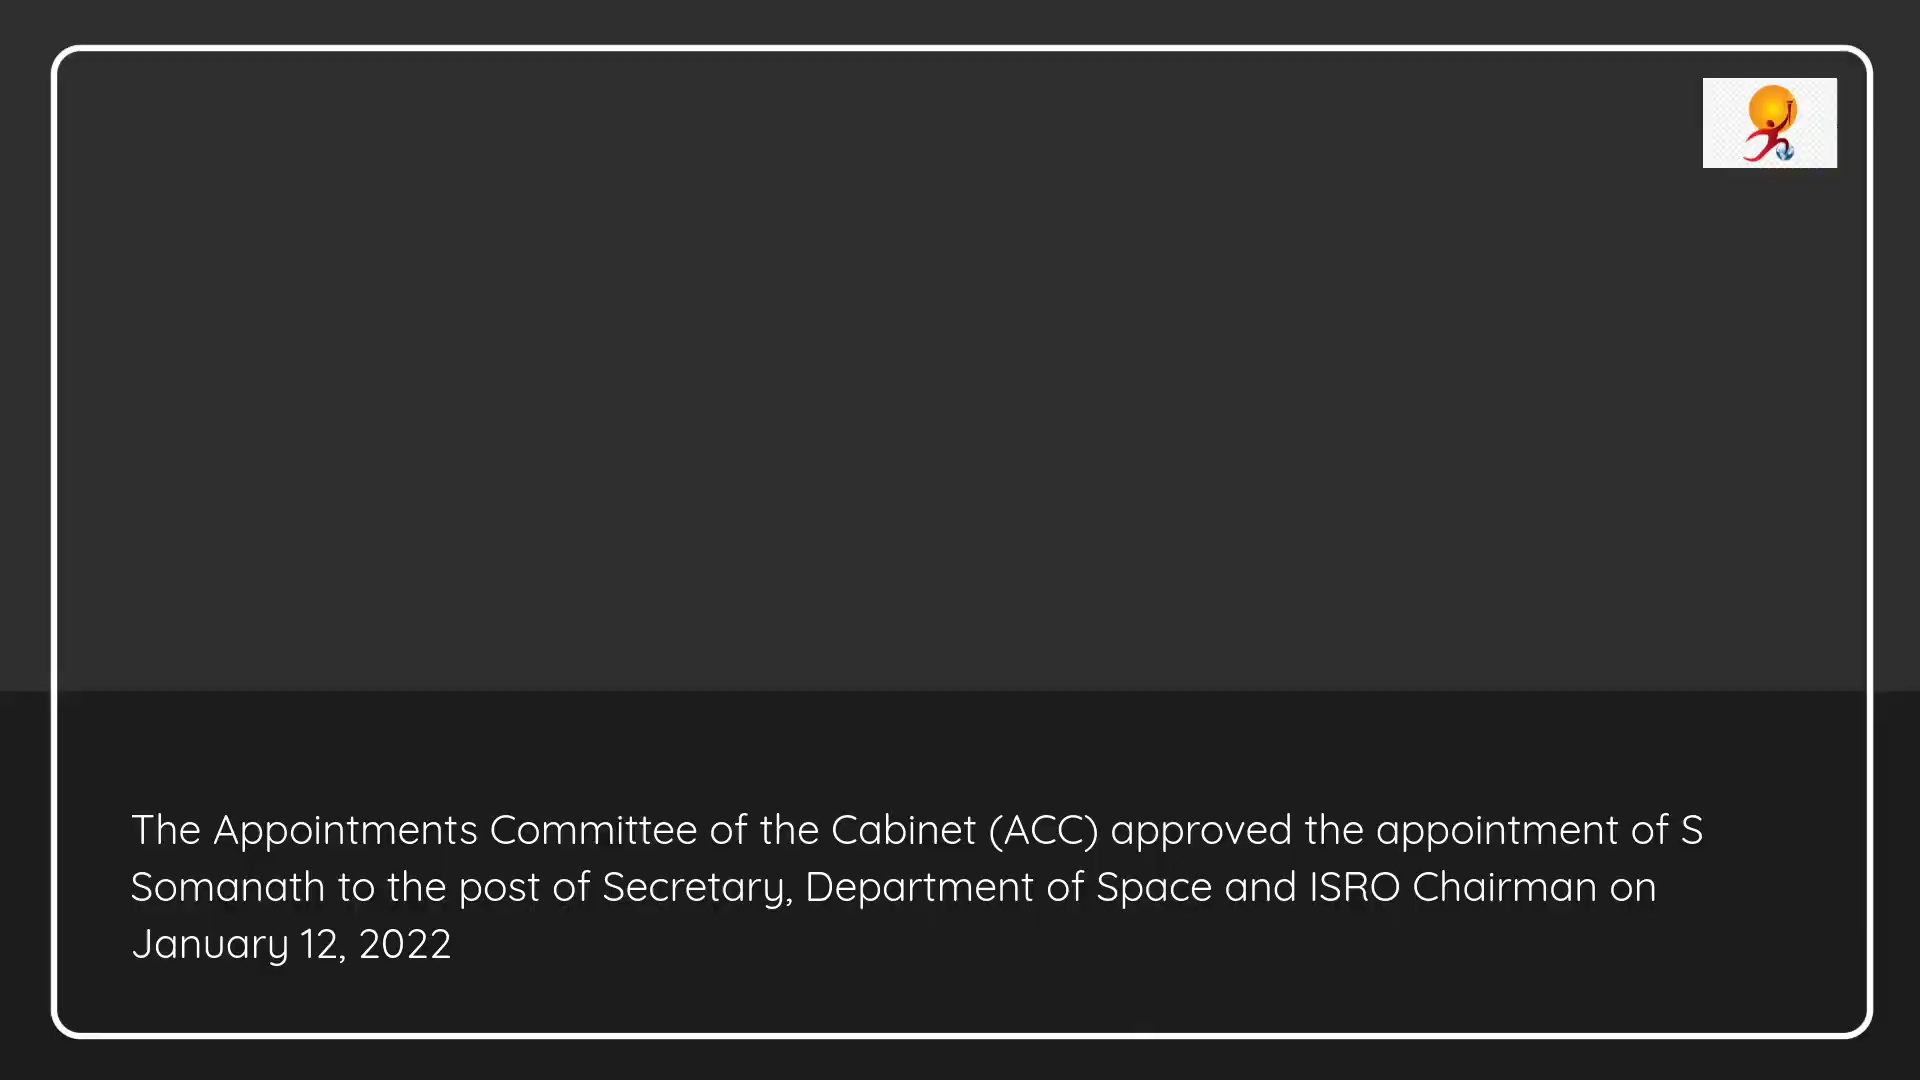 The Appointments Committee of the Cabinet (ACC) approved the appointment of S
Somanath to the post of Secretary, Department of Space and ISRO Chairman on
January 12, 2022